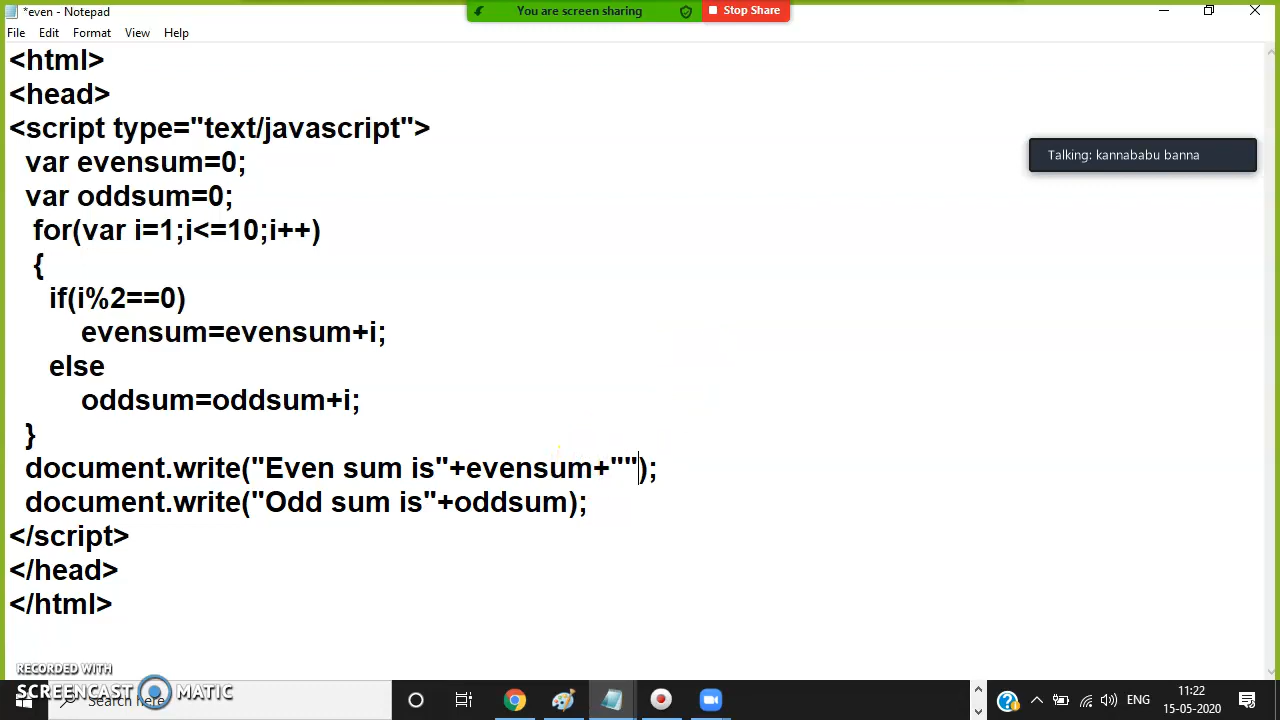 *even - Notepad
You are screen sharing
Stop Share
File Edit Format View Help
<html>
<head>
<script type="text/javascript">
var evensum=0;
var oddsum=0;
for(var i=1;i<=10;i++)
{
if(i%2==0)
evensum=evensum+i;
else
oddsum=oddsum+i;
}
document.write("Even sum is"+evensum+"");
document.write("Odd sum is"+oddsum);
</script>
</head>
</html>
Talking: kannababu banna
RECORDED WITH
SCREENCAST MATIC
Search here
ENG
11:22
15-05-2020